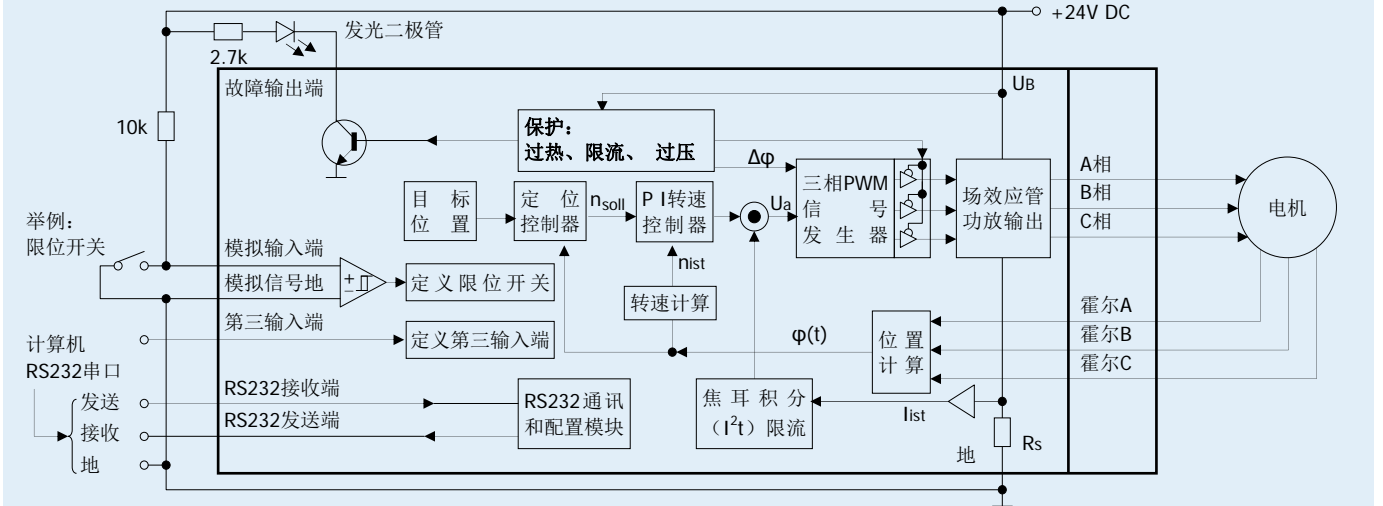 +24V DC
发光二极管
2.7k
故障输出端
UB
10k
保护：
过热、限流、 过压
Δφ
目 标
位 置
定 位
控制器
nsoll
P I转速
控制器
Ua
三相PWM
信 号
发 生 器
场效应管
功放输出
A相
B相
C相
电机
举例：
限位开关
模拟输入端
模拟信号地
±
定义限位开关
nist
转速计算
第三输入端
定义第三输入端
φ(t)
位 置
计 算
霍尔A
霍尔B
霍尔C
计算机
RS232串口
发送
接收
地
RS232接收端
RS232发送端
RS232通讯
和配置模块
焦耳积分
（I²t）限流
Iist
Rs
地